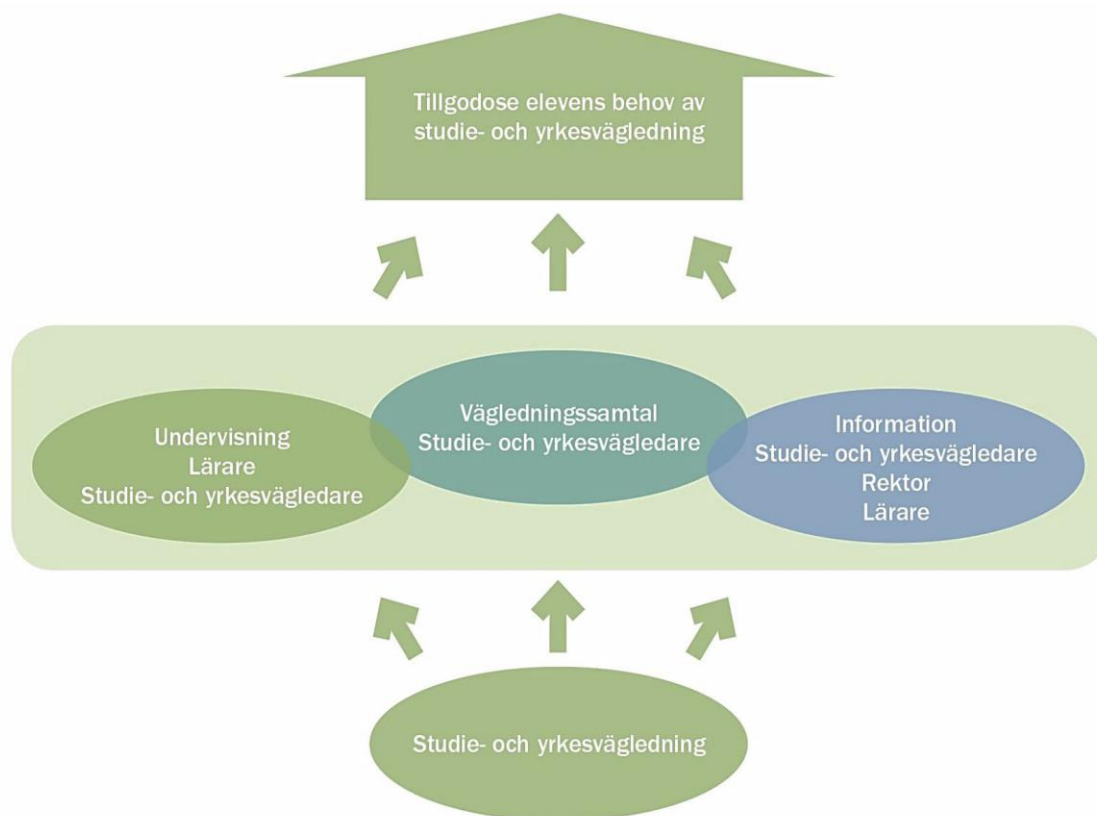 Tillgodose elevens behov av
studie- och yrkesvägledning
Vägledningssamtal
Studie- och yrkesvägledare
Undervisning
Lärare
Studie- och yrkesvägledare
Information
Studie- och yrkesvägledare
Rektor
Lärare
Studie- och yrkesvägledning